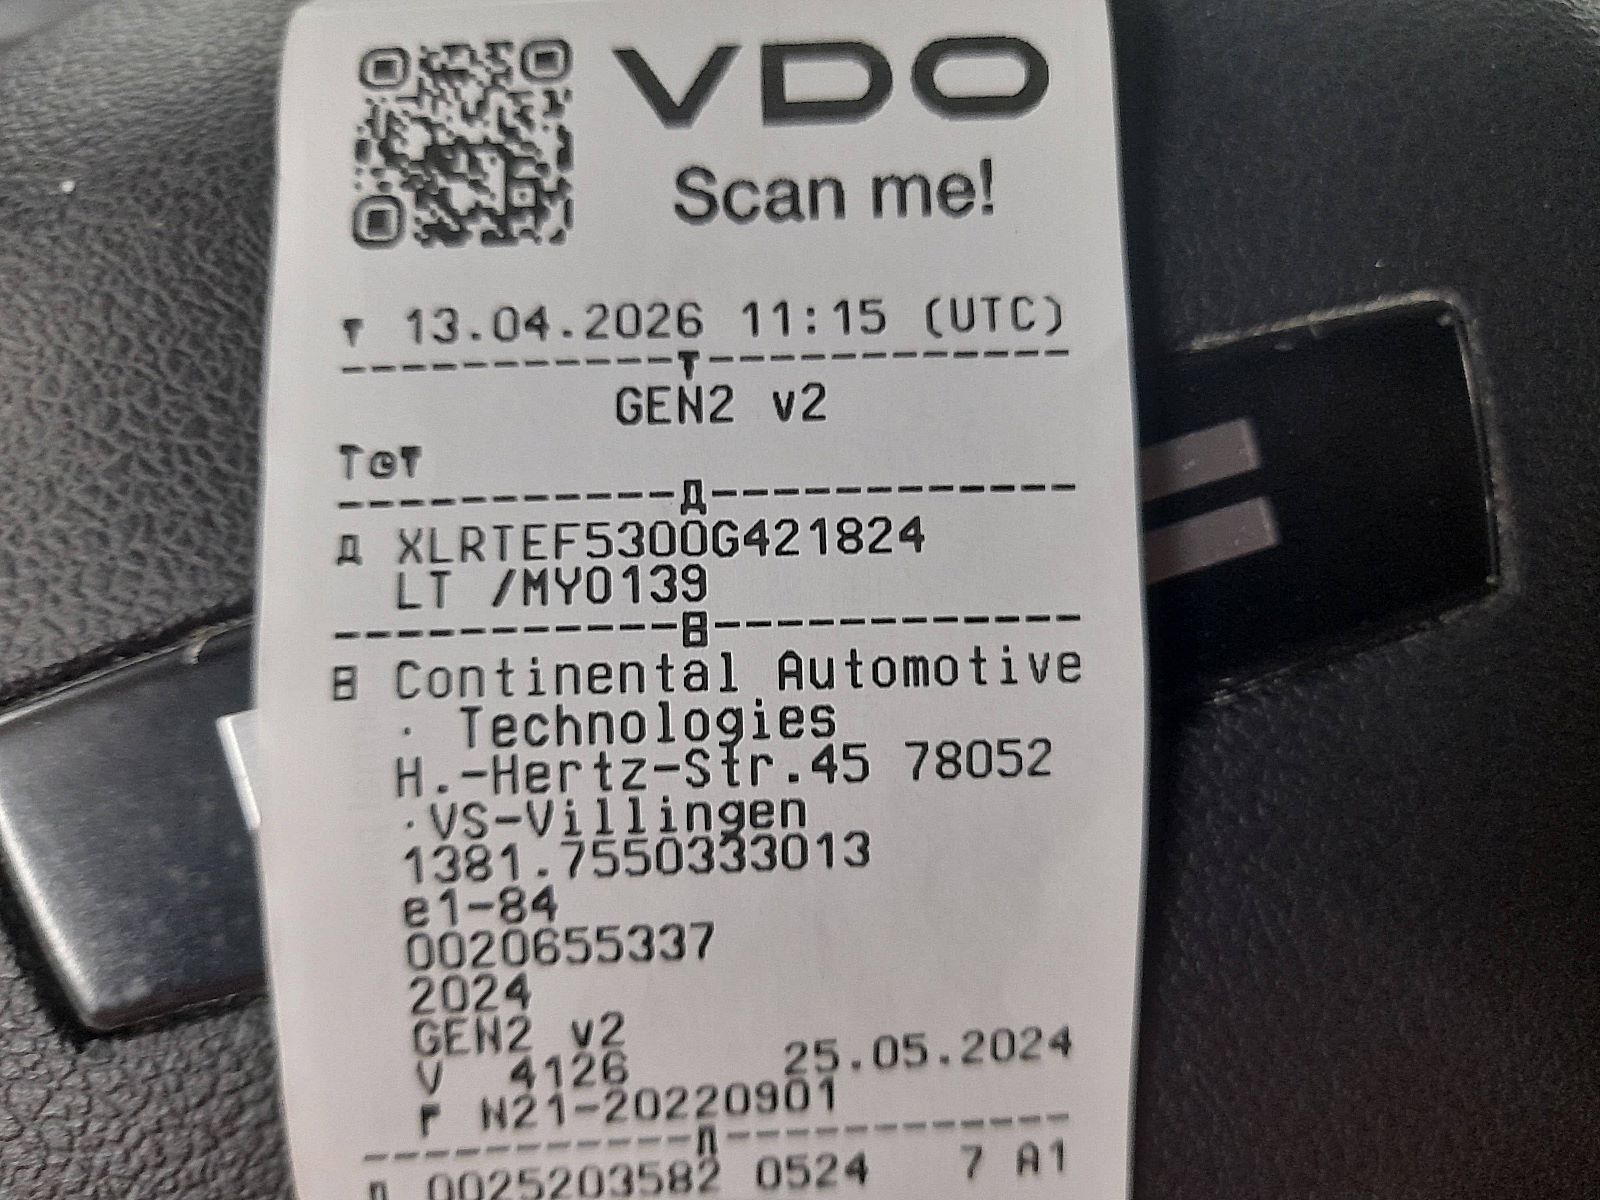 VDO
Scan me!
13.04.2026 11:15 (UTC)
GEN2 v2
XLRTEF5300G421824
LT /MY0139
Continental Automotive
· Technologies
H.-Hertz-Str.45 78052
·VS-Villingen
1381.7550333013
e1-84
0020655337
2024
GEN2 v2
V 4126 25.05.2024
N21-20220901
0025203582 0524 7 A1